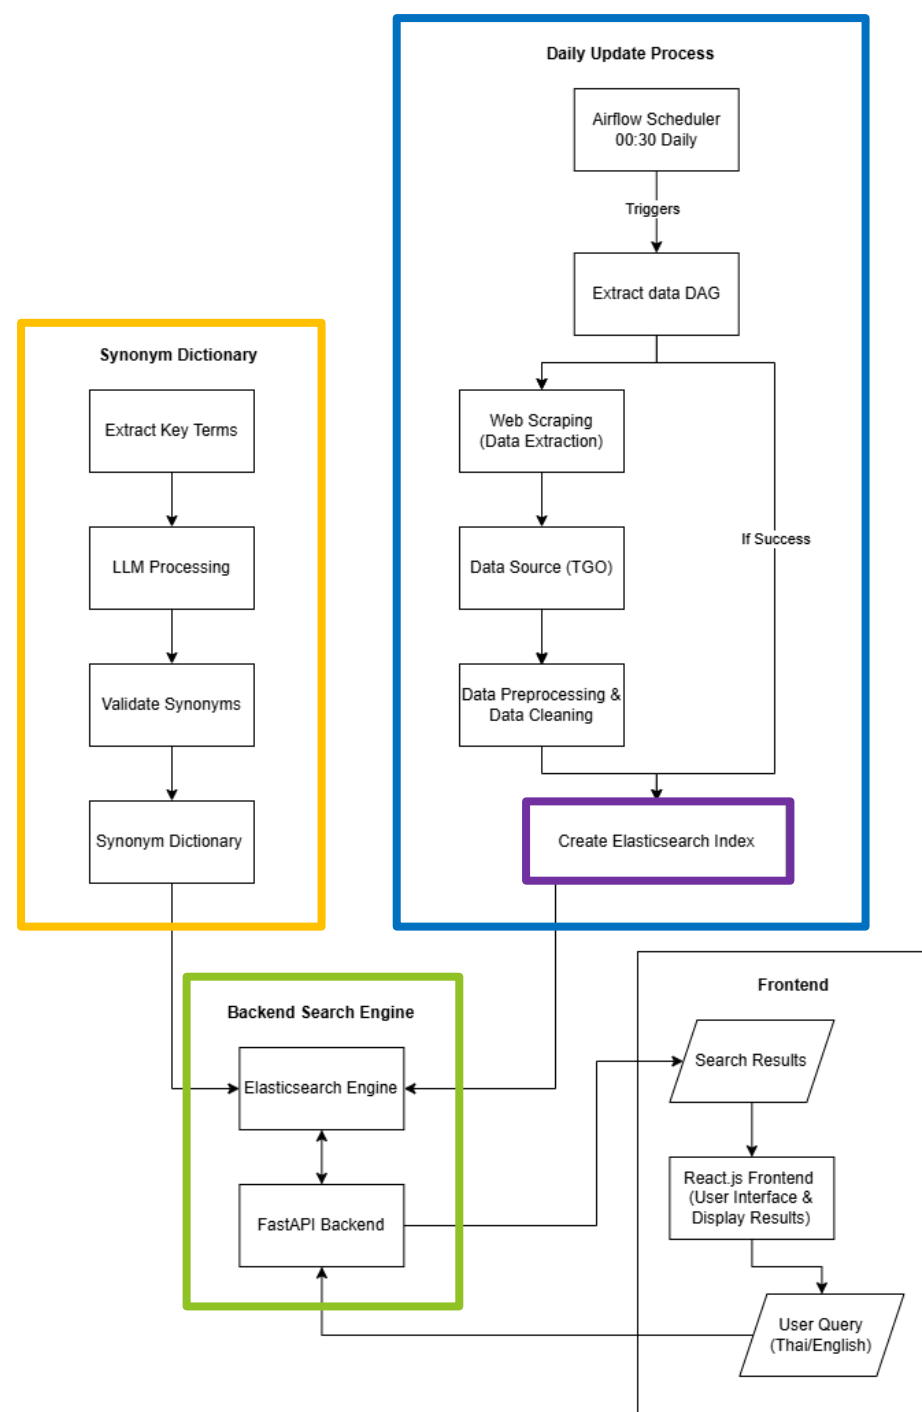 Daily Update Process
Airflow Scheduler
00:30 Daily
Triggers
Extract data DAG
Web Scraping
(Data Extraction)
If Success
Data Source (TGO)
Data Preprocessing &
Data Cleaning
Create Elasticsearch Index
Synonym Dictionary
Extract Key Terms
LLM Processing
Validate Synonyms
Synonym Dictionary
Backend Search Engine
Elasticsearch Engine
FastAPI Backend
Frontend
Search Results
React.js Frontend
(User Interface &
Display Results)
User Query
(Thai/English)